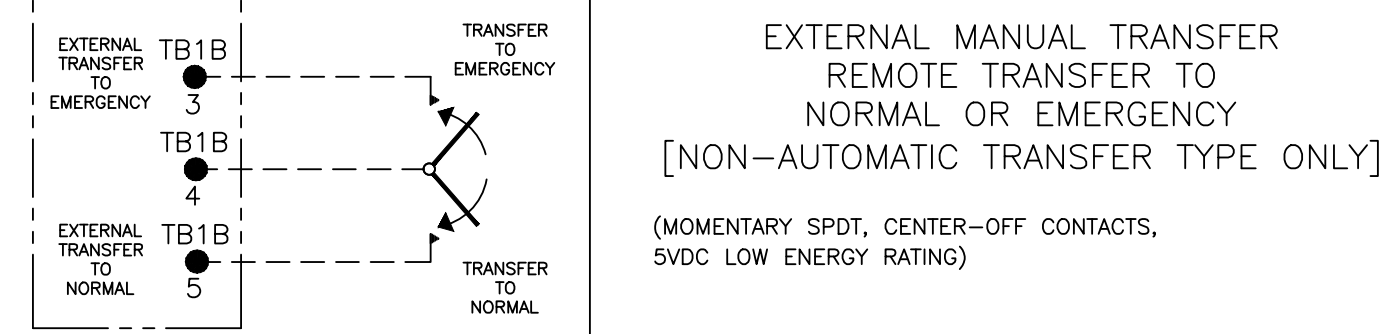 EXTERNAL
TRANSFER
TO
EMERGENCY
TB1B
3
TRANSFER
TO
EMERGENCY
TB1B
4
EXTERNAL
TRANSFER
TO
NORMAL
TB1B
5
TRANSFER
TO
NORMAL
EXTERNAL MANUAL TRANSFER
REMOTE TRANSFER TO
NORMAL OR EMERGENCY
[NON-AUTOMATIC TRANSFER TYPE ONLY]
(MOMENTARY SPDT, CENTER-OFF CONTACTS,
5VDC LOW ENERGY RATING)